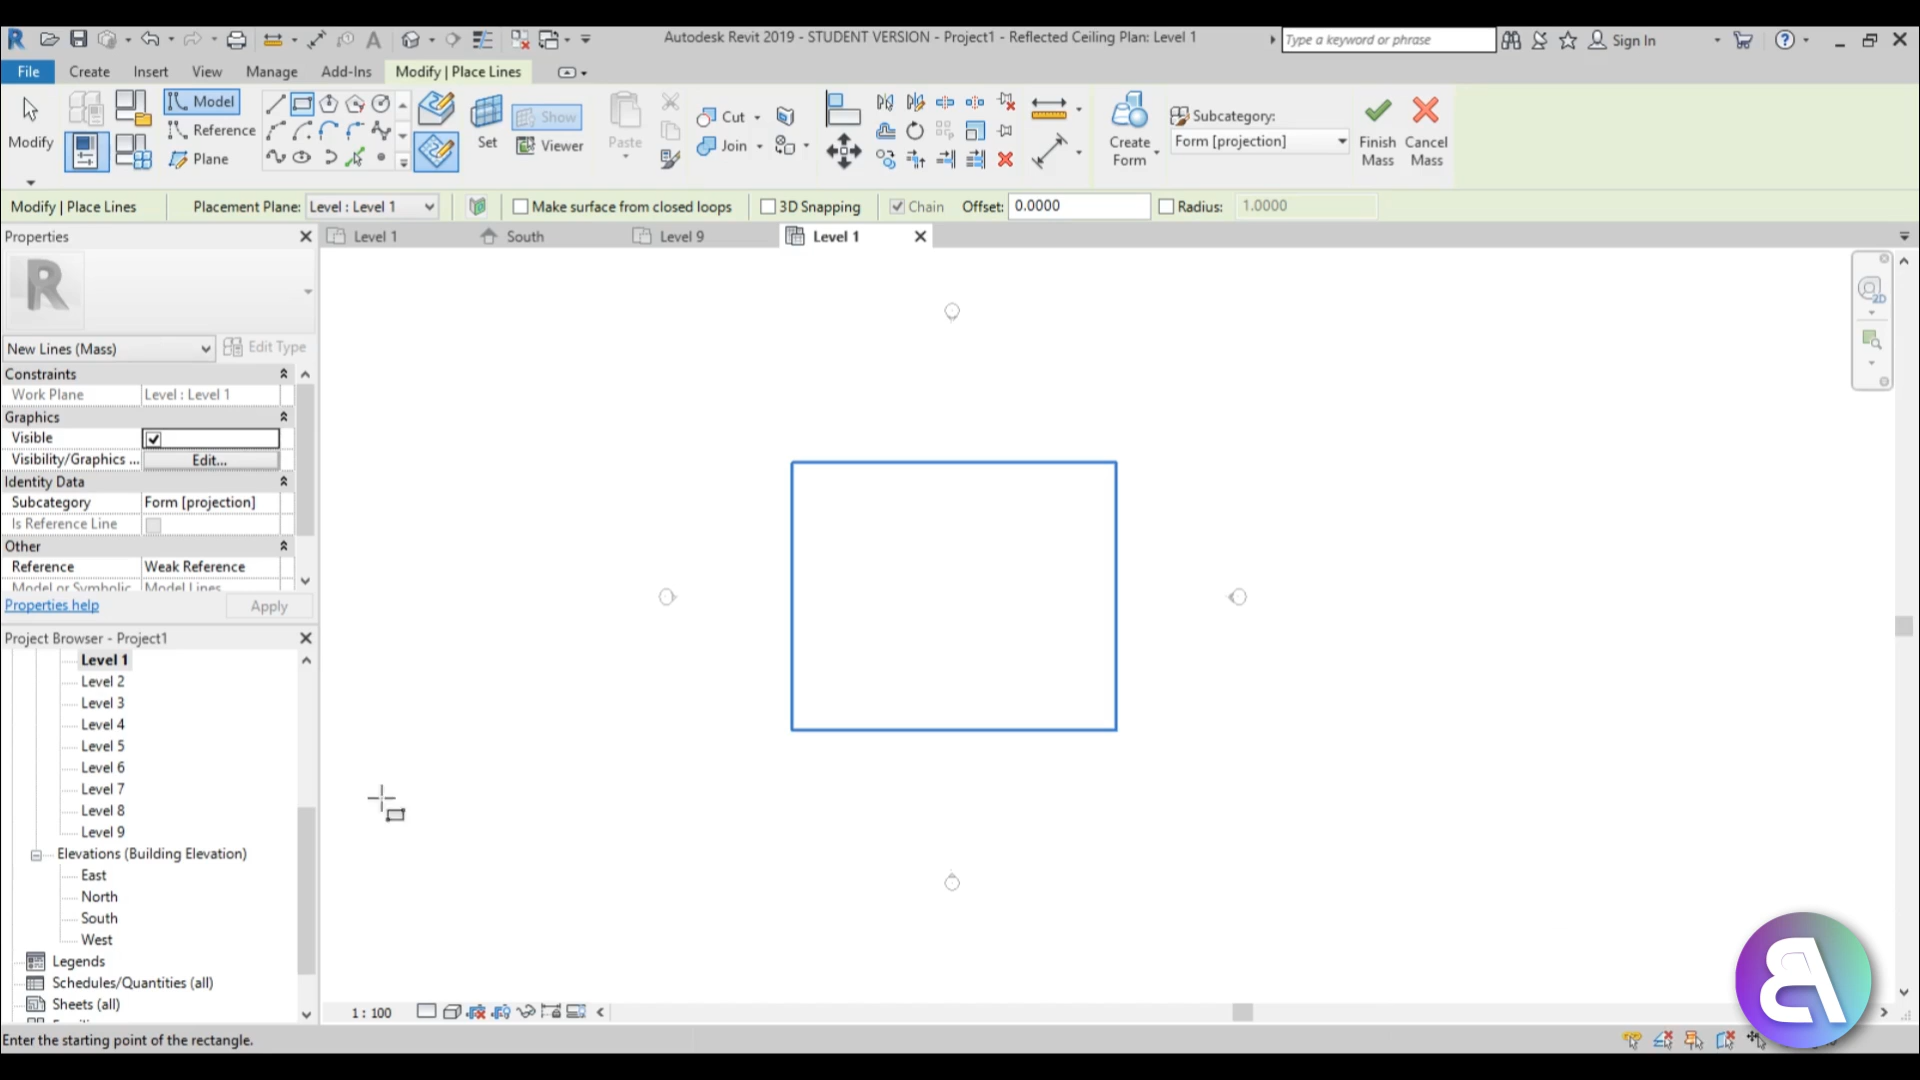 Autodesk Revit 2019 - STUDENT VERSION - Project1 - Reflected Ceiling Plan: Level 1
Type a keyword or phrase
Sign In
File
Create
Insert
View
Manage
Add-Ins
Modify | Place Lines
Modify
Model
Reference
Plane
Set
Show
Viewer
Paste
Cut
Join
Create
Form
Subcategory:
Form [projection]
Finish
Mass
Cancel
Mass
Modify | Place Lines
Placement Plane: Level : Level 1
Make surface from closed loops
3D Snapping
Chain
Offset: 0.0000
Radius: 1.0000
Properties
Level 1
South
Level 9
Level 1
R
2D
New Lines (Mass)
Edit Type
Constraints
Work Plane Level : Level 1
Graphics
Visible
Visibility/Graphics ... Edit...
Identity Data
Subcategory Form [projection]
Is Reference Line
Other
Reference Weak Reference
Model or Symbolic Model Lines
Properties help
Apply
Project Browser - Project1
Level 1
Level 2
Level 3
Level 4
Level 5
Level 6
Level 7
Level 8
Level 9
Elevations (Building Elevation)
East
North
South
West
Legends
Schedules/Quantities (all)
Sheets (all)
1 : 100
Enter the starting point of the rectangle.